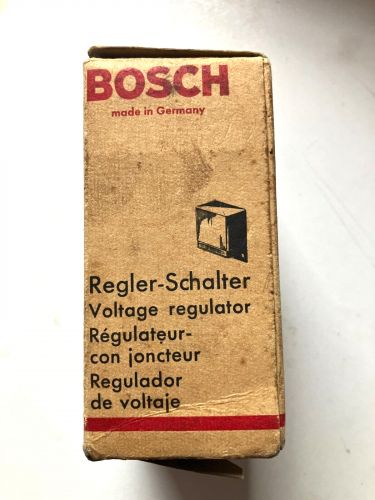 BOSCH
made in Germany
Regler-Schalter
Voltage regulator
Régulateur-
con joncteur
Regulador
de voltaje